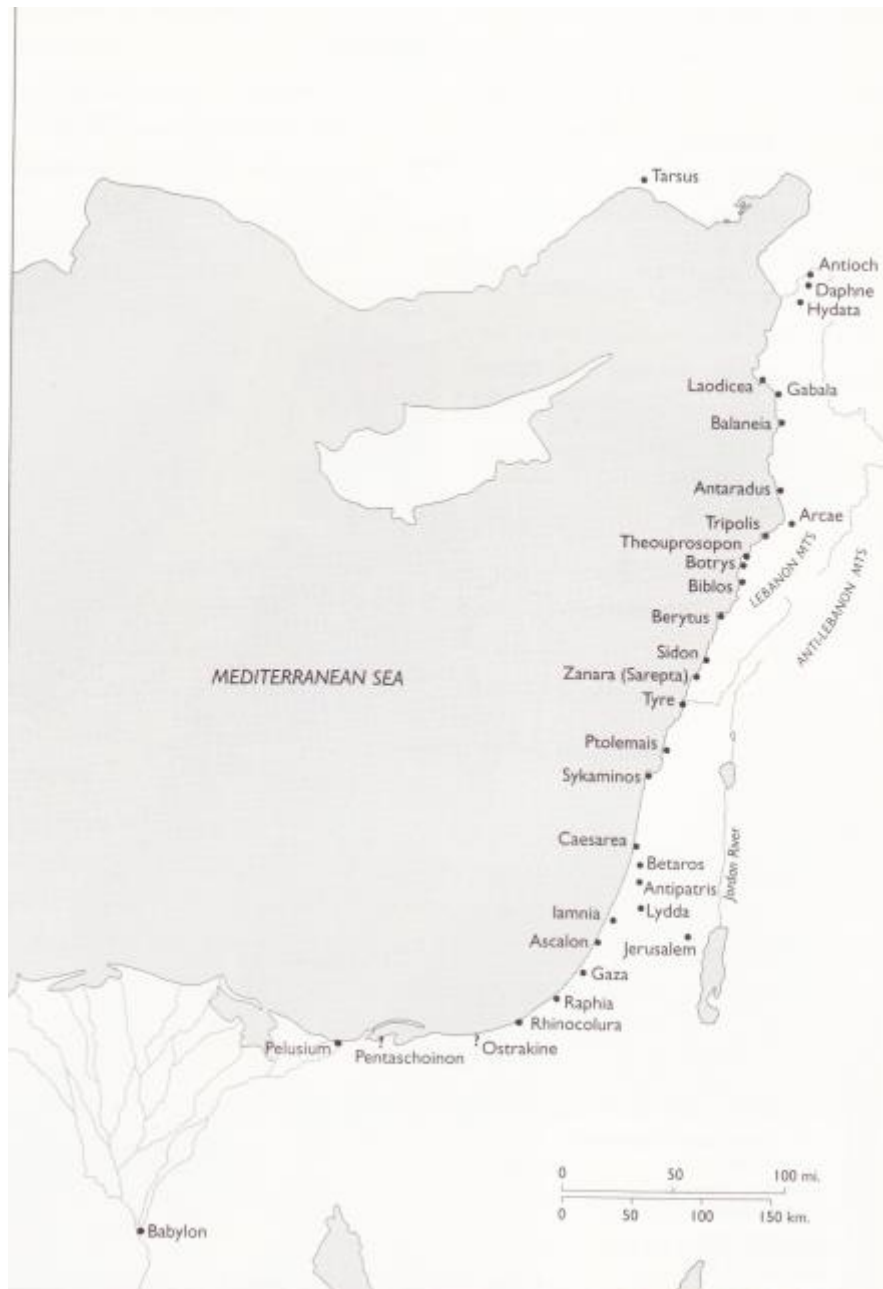 Tarsus
Antioch
Daphne
Hydata
Laodicea
Gabala
Balaneia
Antaradus
Tripolis
Arcae
Theouprosopon
Botrys
Biblos
LEBANON MTS
ANTI-LEBANON MTS
Berytus
Sidon
MEDITERRANEAN SEA
Zanara (Sarepta)
Tyre
Ptolemais
Sykaminos
Caesarea
Jordan River
Betaros
Antipatris
Iamnia
Lydda
Ascalon
Jerusalem
Gaza
Raphia
Rhinocolura
Pelusium
?
Pentaschoinon
?
Ostrakine
0 50 100 mi.
0 50 100 150 km.
Babylon